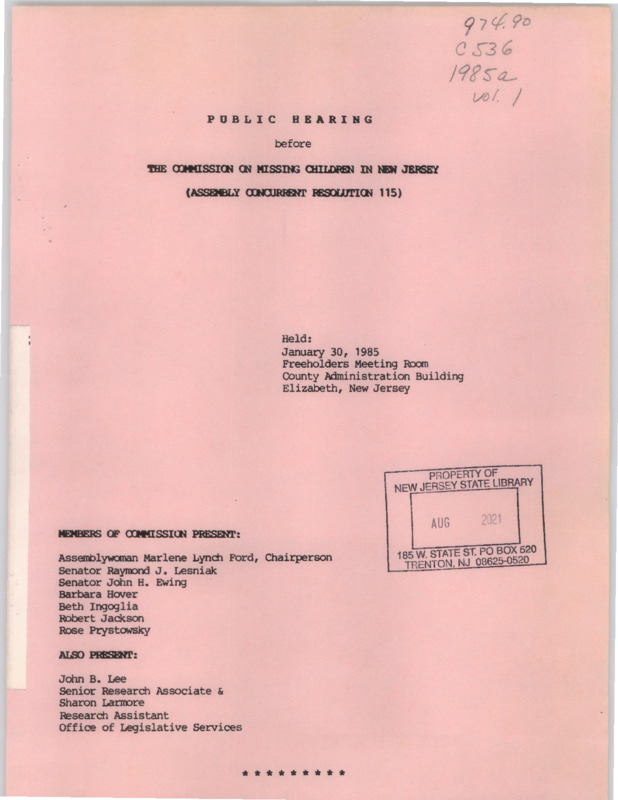 974.90
C536
1985a
vol. 1
PUBLIC HEARING
before
THE COMMISSION ON MISSING CHILDREN IN NEW JERSEY
(ASSEMBLY CONCURRENT RESOLUTION 115)
Held:
January 30, 1985
Freeholders Meeting Room
County Administration Building
Elizabeth, New Jersey
PROPERTY OF
NEW JERSEY STATE LIBRARY
AUG 2021
185 W. STATE ST. PO BOX 520
TRENTON, NJ 08625-0520
MEMBERS OF COMMISSION PRESENT:
Assemblywoman Marlene Lynch Ford, Chairperson
Senator Raymond J. Lesniak
Senator John H. Ewing
Barbara Hover
Beth Ingoglia
Robert Jackson
Rose Prystowsky
ALSO PRESENT:
John B. Lee
Senior Research Associate &
Sharon Larmore
Research Assistant
Office of Legislative Services
* * * * * * * * *